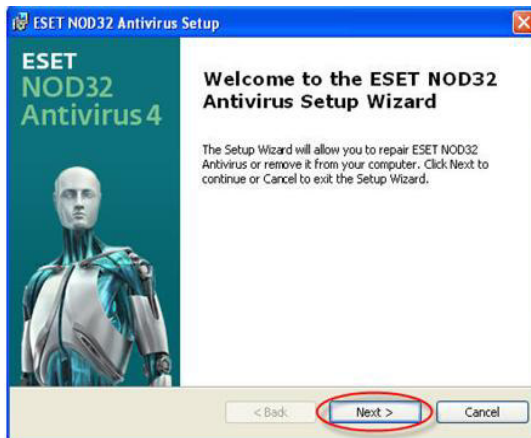 ESET NOD32 Antivirus Setup
ESET
NOD32
Antivirus 4
Welcome to the ESET NOD32
Antivirus Setup Wizard
The Setup Wizard will allow you to repair ESET NOD32
Antivirus or remove it from your computer. Click Next to
continue or Cancel to exit the Setup Wizard.
< Back
Next >
Cancel